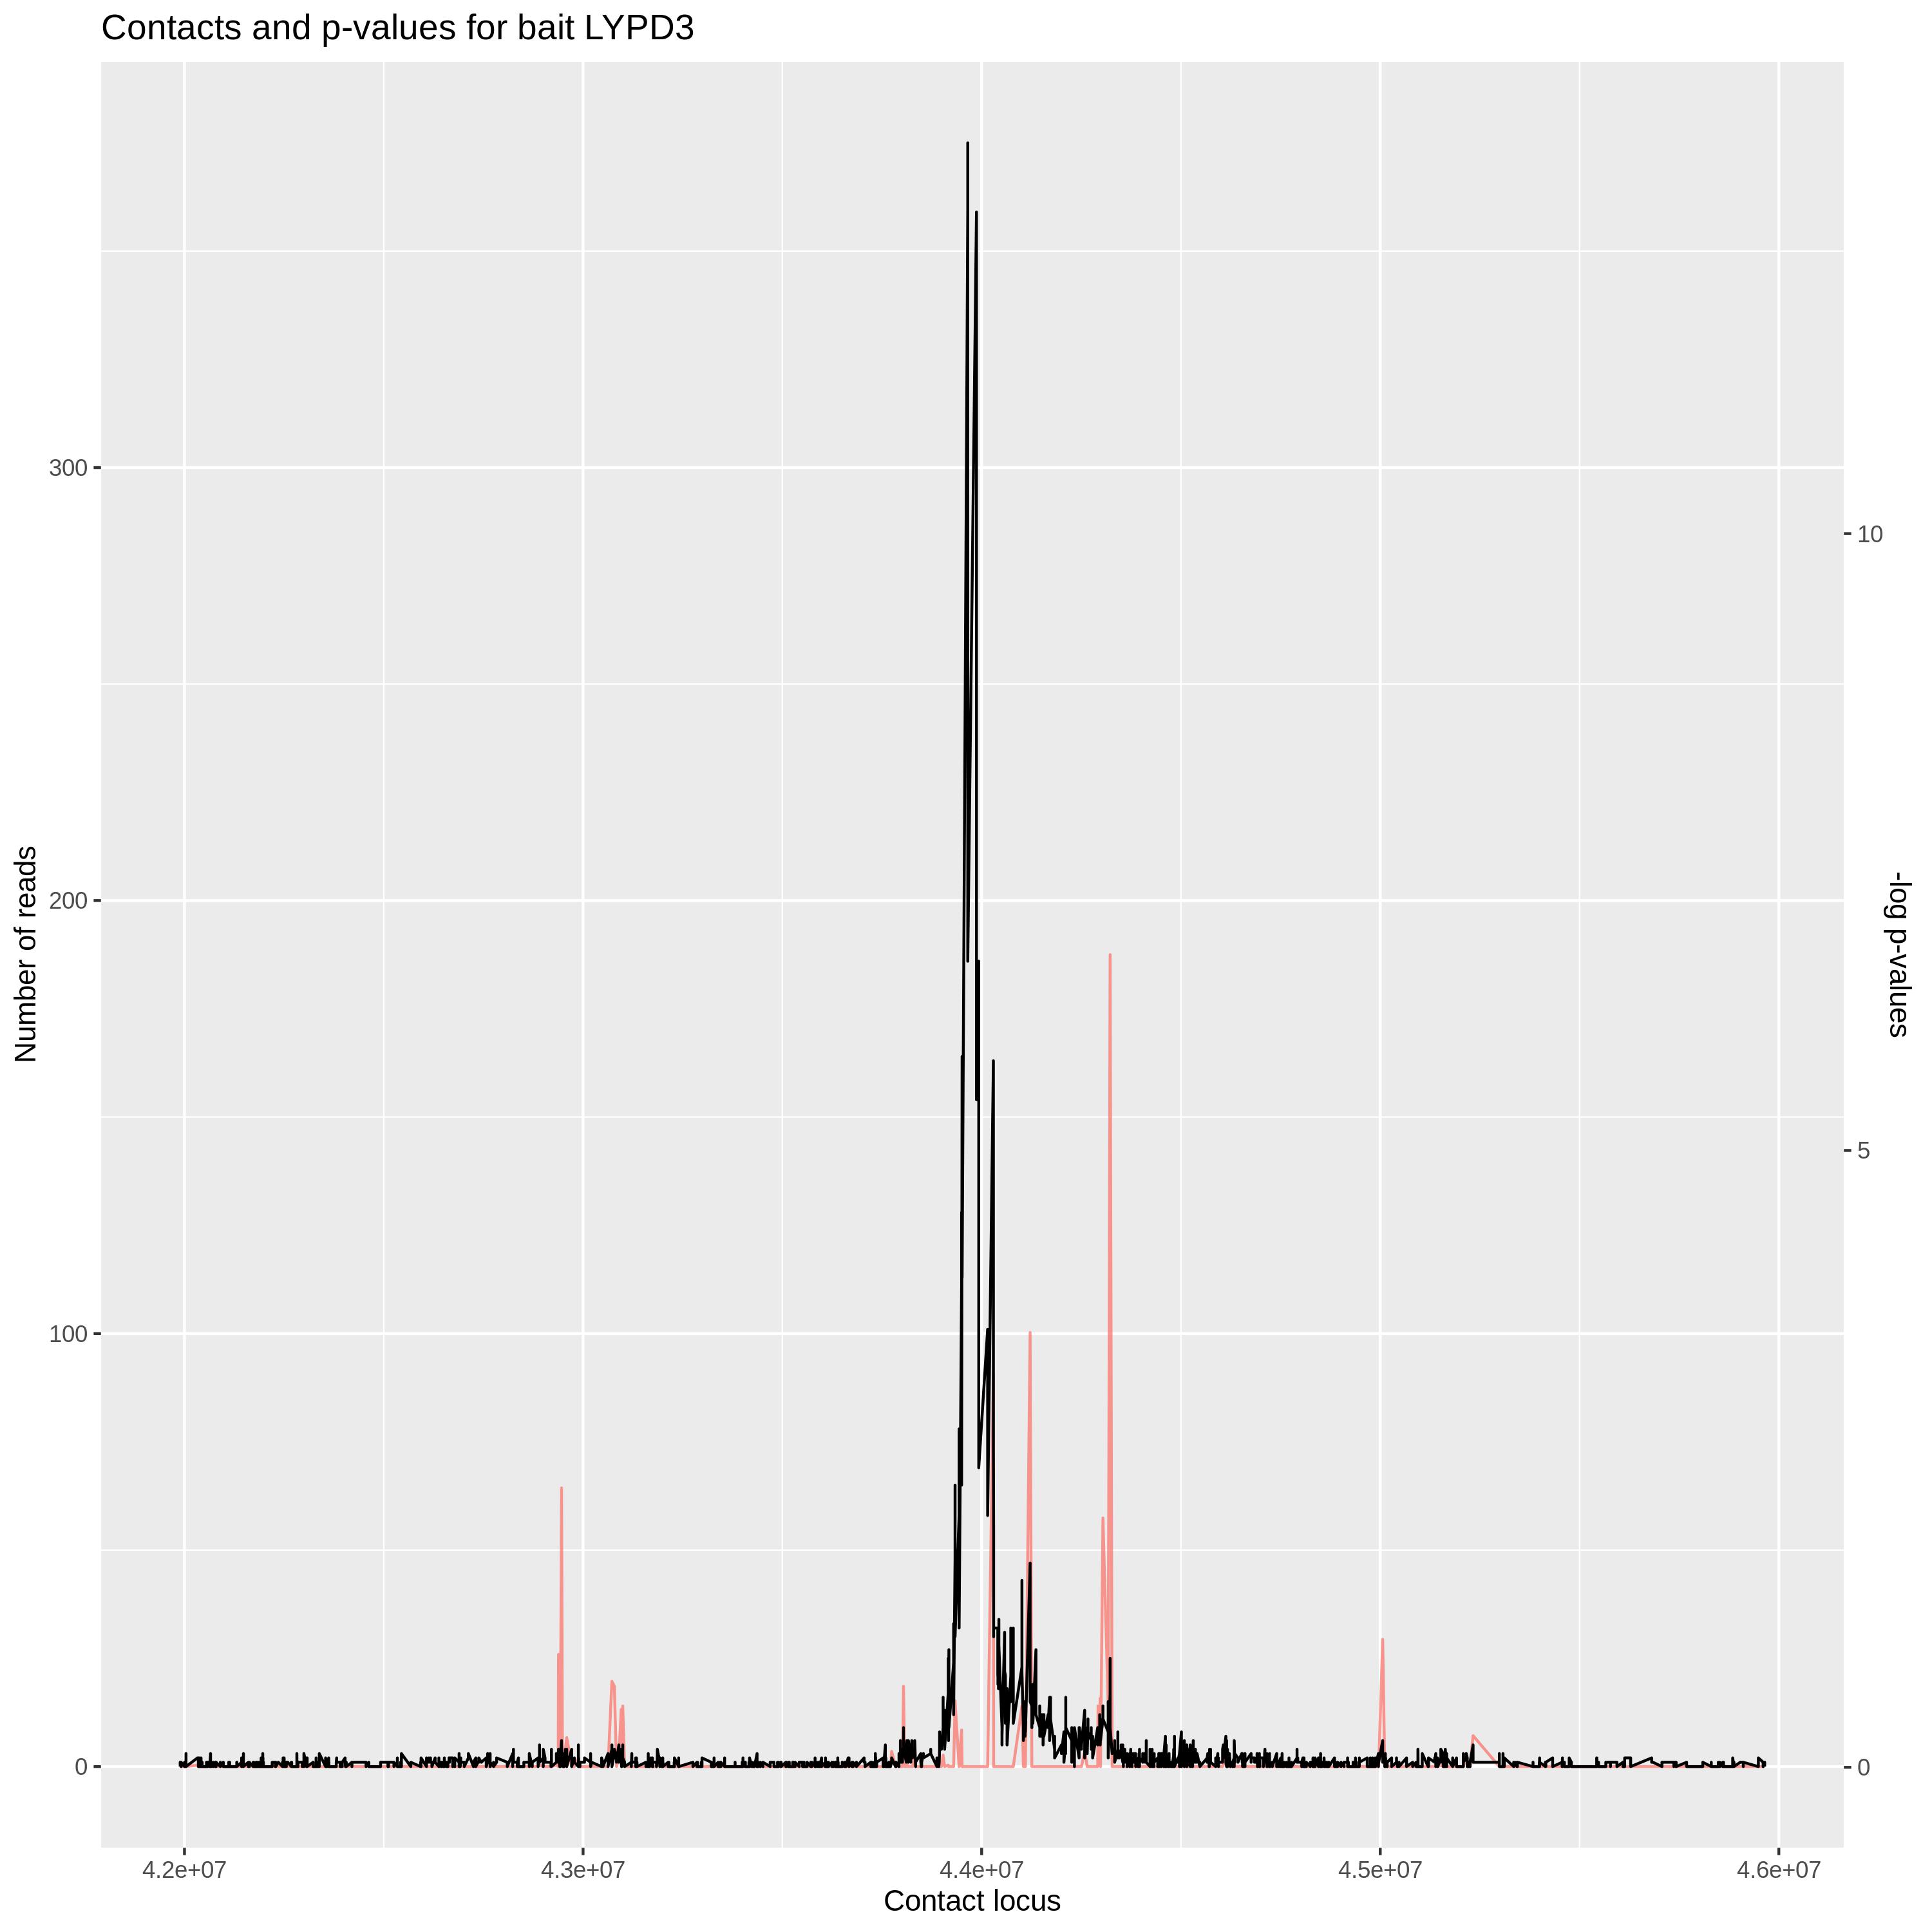 Contacts and p-values for bait LYPD3
Number of reads
300
200
100
0
10
5
0
-log p-values
4.2e+07
4.3e+07
4.4e+07
4.5e+07
4.6e+07
Contact locus